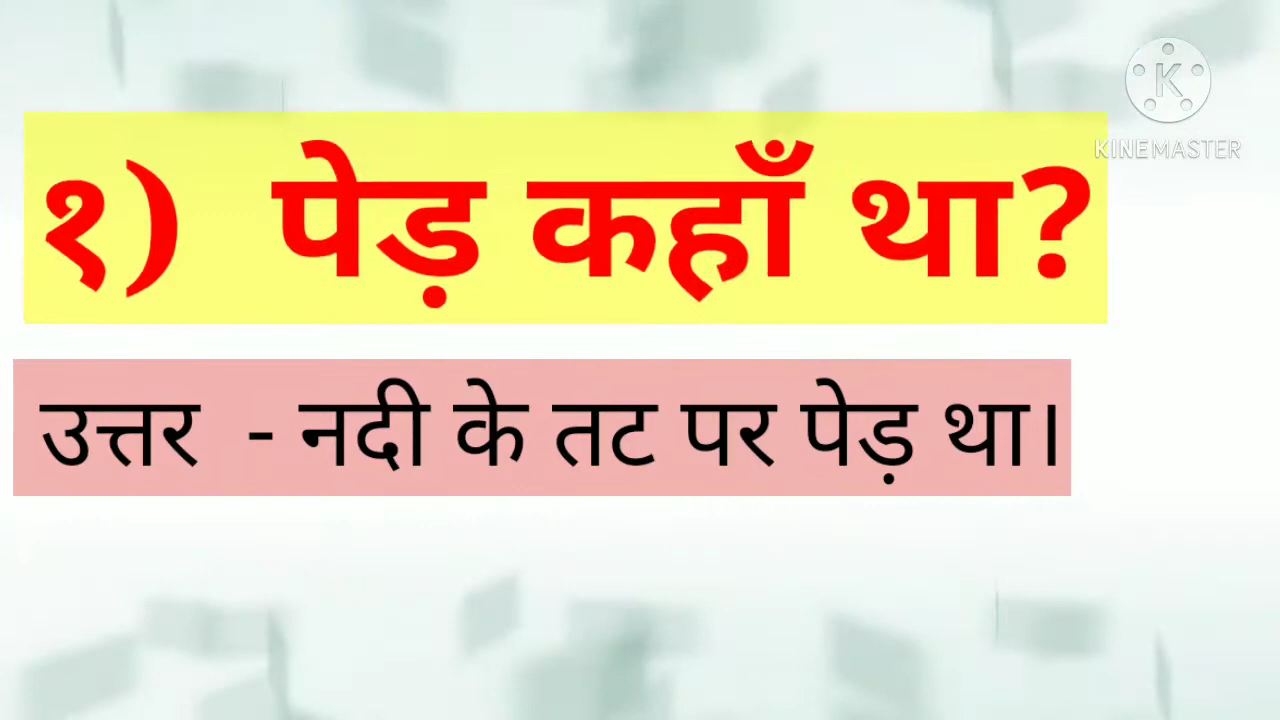 KINEMASTER
१) पेड़ कहाँ था?
उत्तर - नदी के तट पर पेड़ था।